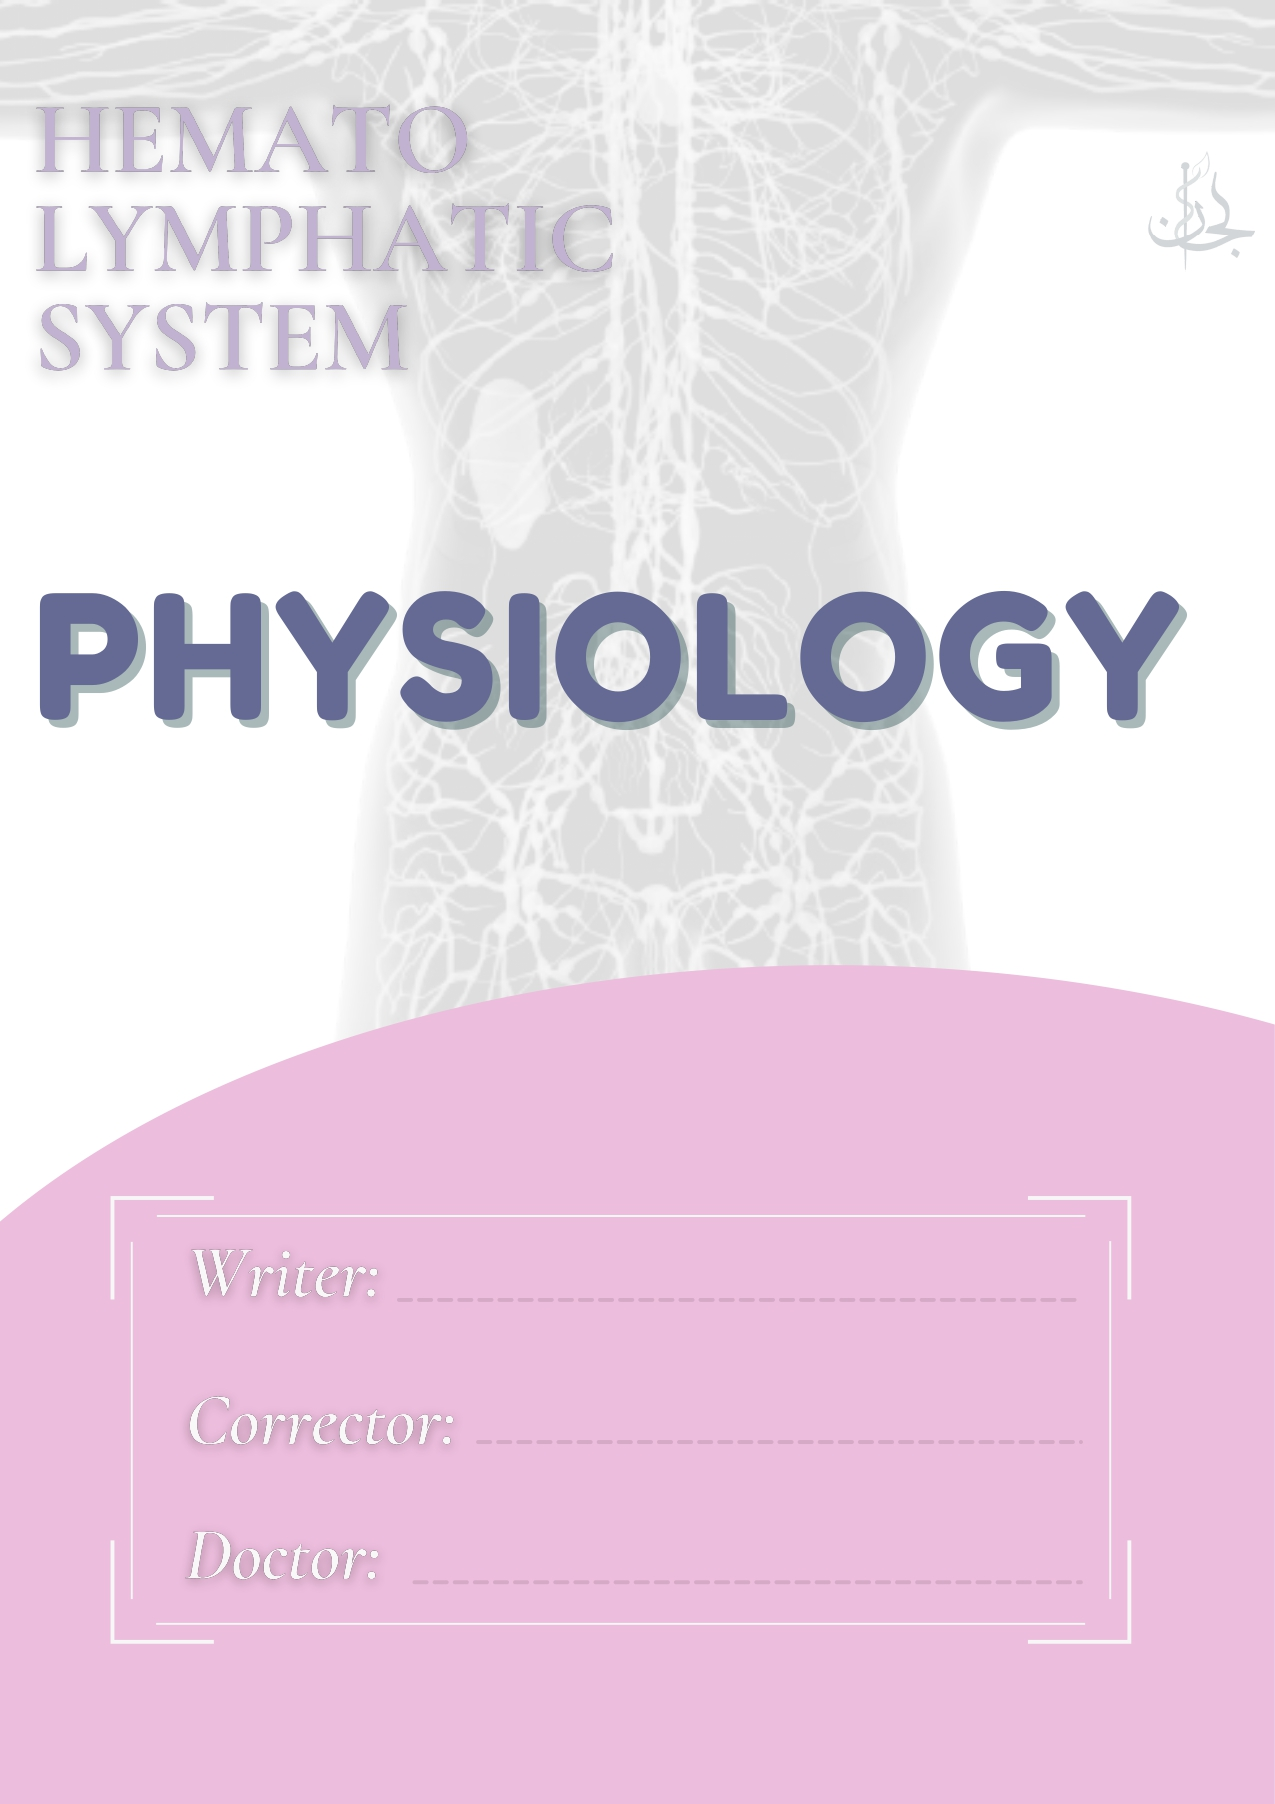 HEMATO
LYMPHATIC
SYSTEM
PHYSIOLOGY
Writer:
Corrector:
Doctor: